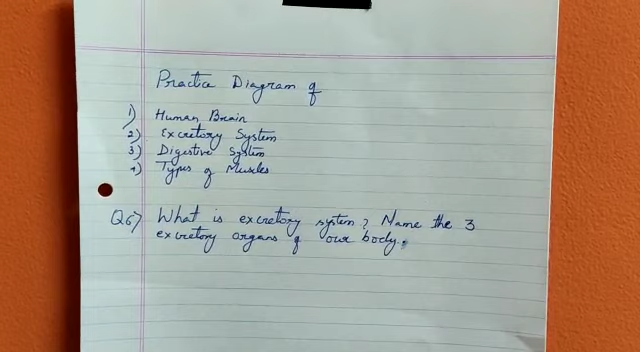 Practice Diagram of
1) Human Brain
2) Excretory System
3) Digestive System
4) Types of Muscles
Q6) What is excretory system? Name the 3
excretory organs of our body.